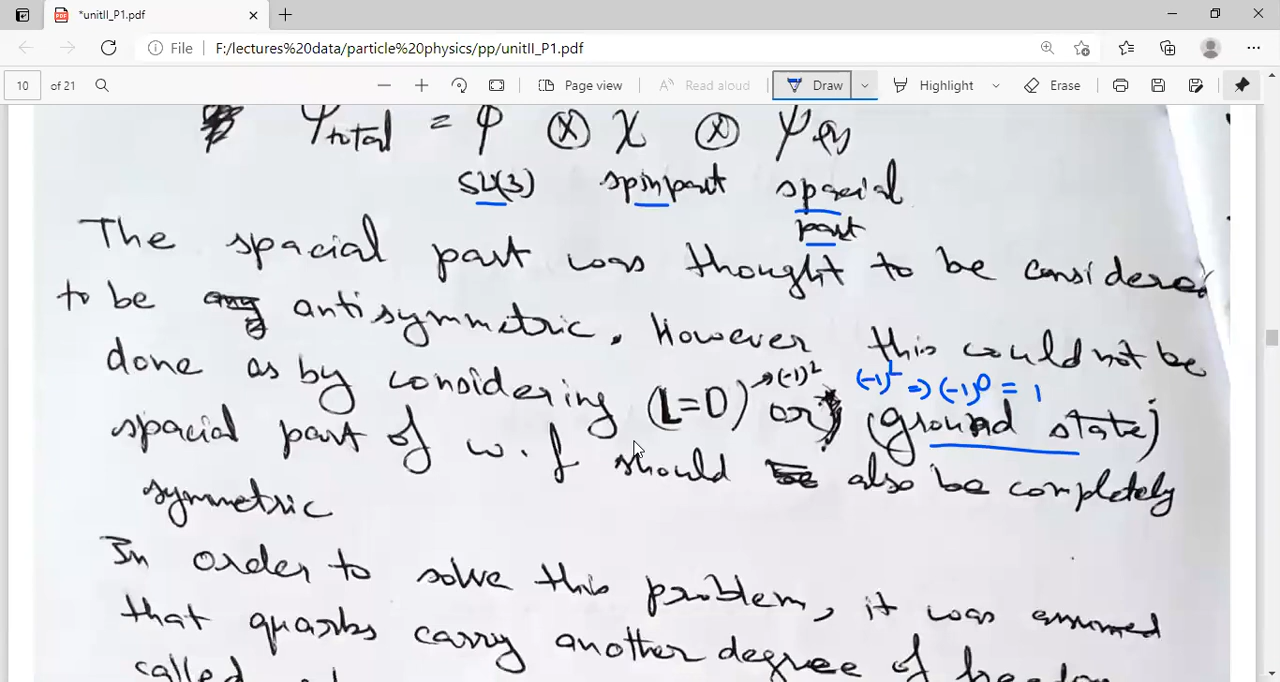 *unitII_P1.pdf
File F:/lectures%20data/particle%20physics/pp/unitII_P1.pdf
10 of 21 Page view Read aloud Draw Highlight Erase
Ψtotal = φ ⊗ χ ⊗ Ψ
SU(3) spinpart spacial
part
The spacial part was thought to be considered
to be antisymmetric. However this could not be
done as by considering (L=0) →(-1)^L or (ground state)
(-1)^L ⇒ (-1)^0 = 1
spacial part of w.f should also be completely
symmetric
In order to solve this problem, it was assumed
that quarks carry another degree of freedom
called